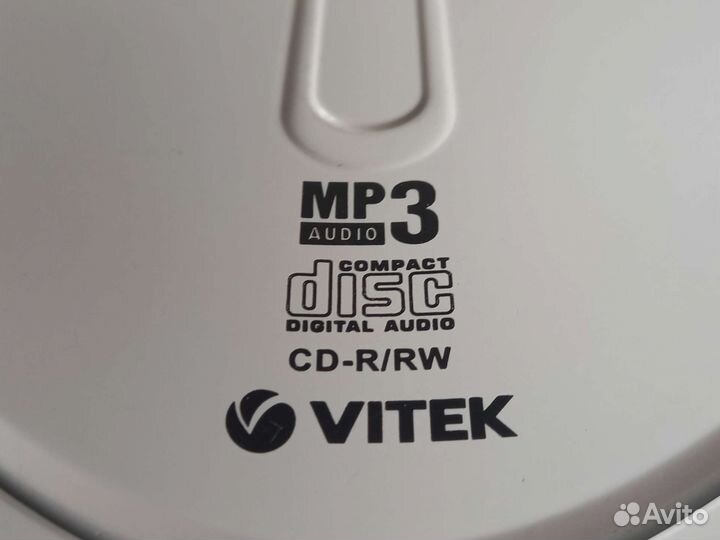 MP3
AUDIO
COMPACT
disc
DIGITAL AUDIO
CD-R/RW
VITEK
Avito